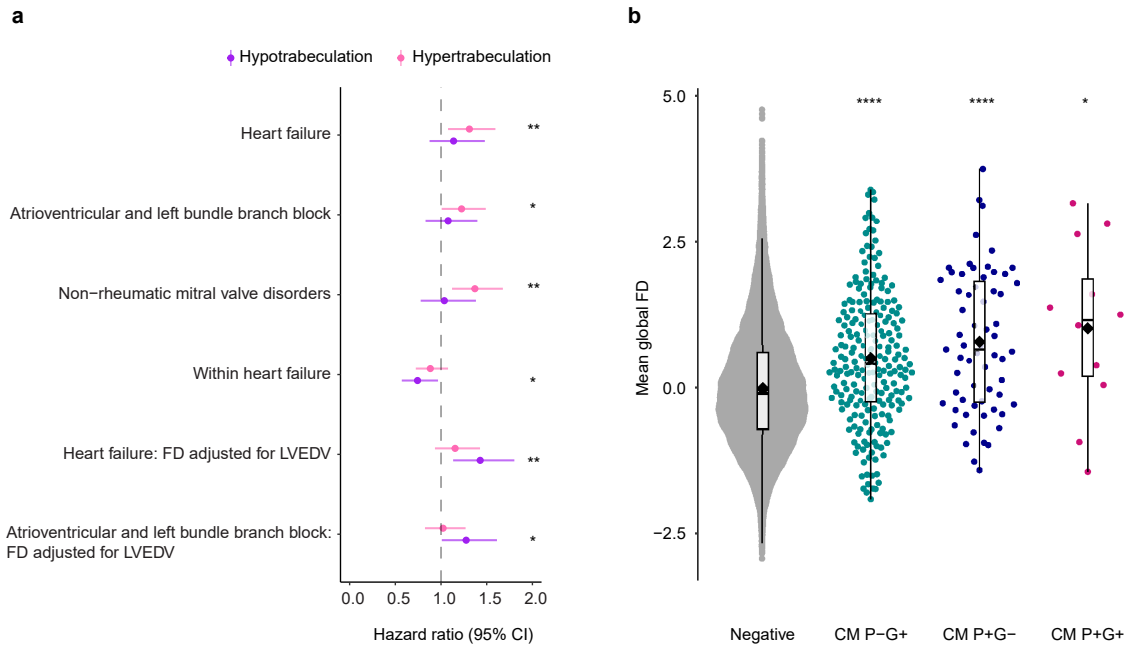 a
Hypotrabeculation
Hypertrabeculation
Heart failure
**
Atrioventricular and left bundle branch block
*
Non−rheumatic mitral valve disorders
**
Within heart failure
*
Heart failure: FD adjusted for LVEDV
**
Atrioventricular and left bundle branch block:
FD adjusted for LVEDV
*
0.0 0.5 1.0 1.5 2.0
Hazard ratio (95% CI)
b
**** **** *
5.0
2.5
0.0
−2.5
Mean global FD
Negative CM P−G+ CM P+G− CM P+G+